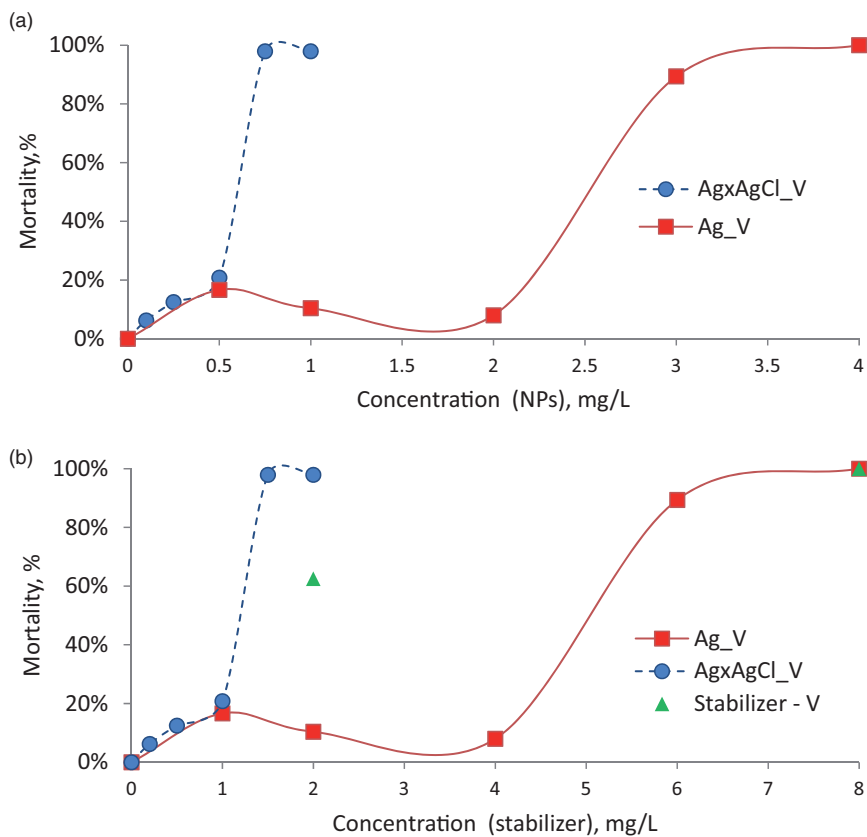 (a)
100%
80%
60%
40%
20%
0%
Mortality,%
AgxAgCl_V
Ag_V
0 0.5 1 1.5 2 2.5 3 3.5 4
Concentration (NPs), mg/L
(b)
100%
80%
60%
40%
20%
0%
Mortality, %
Ag_V
AgxAgCl_V
Stabilizer - V
0 1 2 3 4 5 6 7 8
Concentration (stabilizer), mg/L